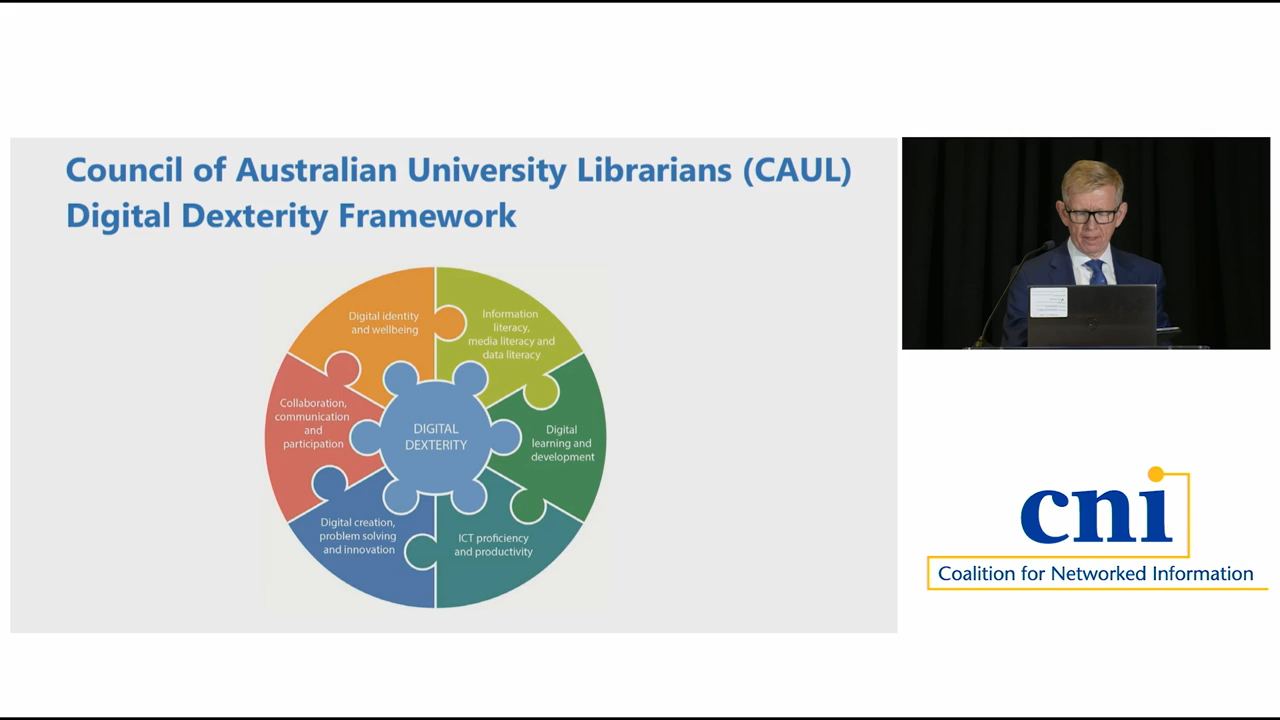 Council of Australian University Librarians (CAUL)
Digital Dexterity Framework
Digital identity
and wellbeing
Information
literacy,
media literacy and
data literacy
Collaboration,
communication
and
participation
DIGITAL
DEXTERITY
Digital
learning and
development
Digital creation,
problem solving
and innovation
ICT proficiency
and productivity
cni
Coalition for Networked Information